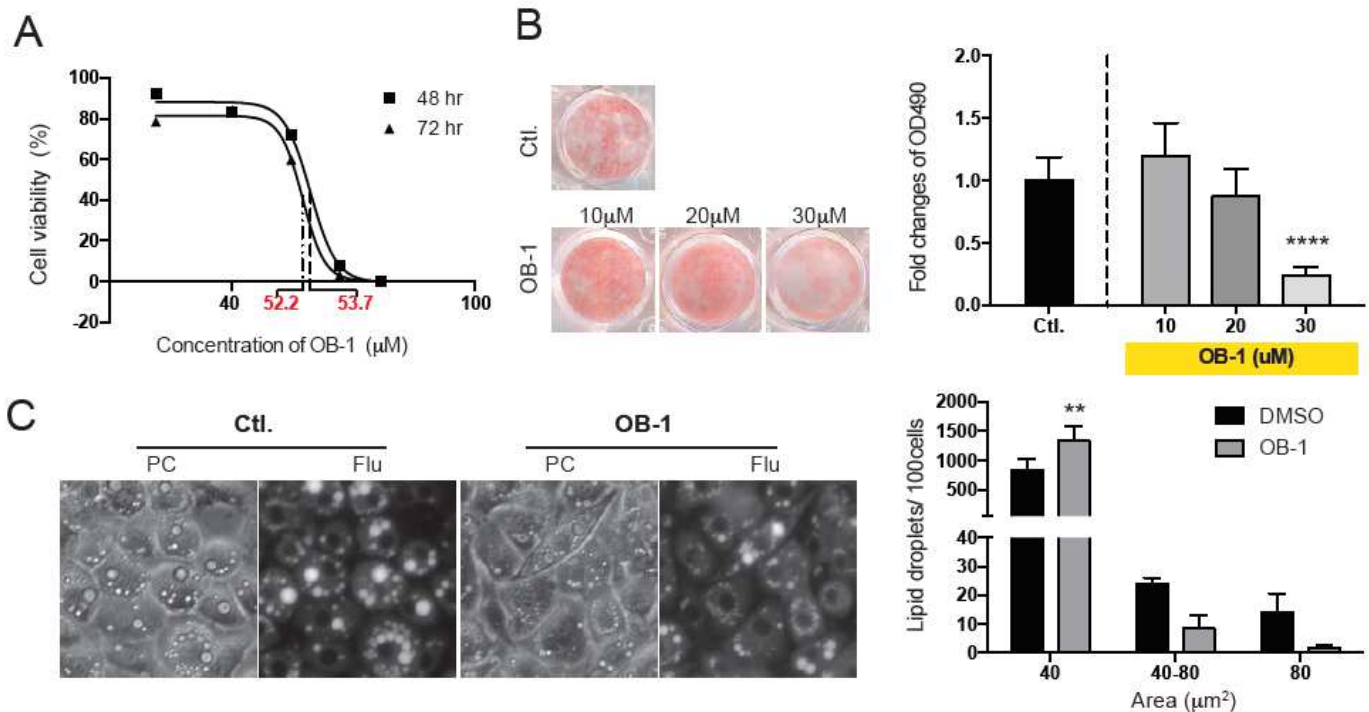 A
100
80
60
40
20
0
-20
Cell viability (%)
48 hr
72 hr
40
100
52.2
53.7
Concentration of OB-1 (μM)
B
Ctl.
10μM
20μM
30μM
OB-1
2.0
1.5
1.0
0.5
0.0
Fold changes of OD490
****
Ctl.
10
20
30
OB-1 (uM)
C
Ctl.
OB-1
PC
Flu
PC
Flu
2000
1500
1000
500
40
30
20
10
0
Lipid droplets/ 100cells
**
DMSO
OB-1
40
40-80
80
Area (μm²)